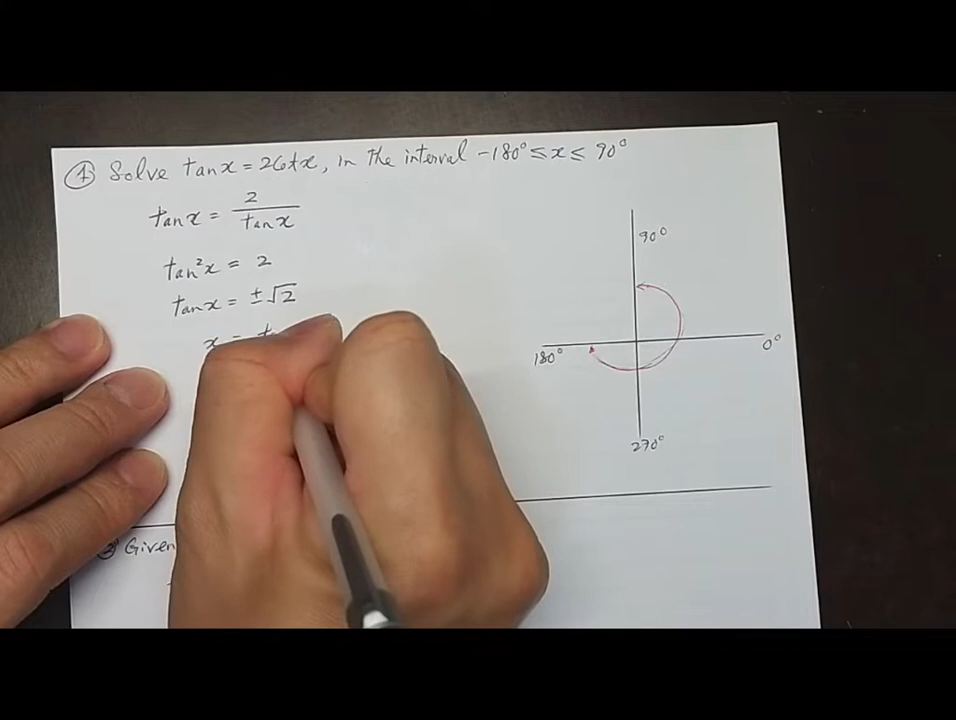 ① Solve tan x = 2cot x, in the interval -180° ≤ x ≤ 90°
tan x = 2 / tan x
tan²x = 2
tan x = ±√2
x =
90°
180°
0°
270°
② Given